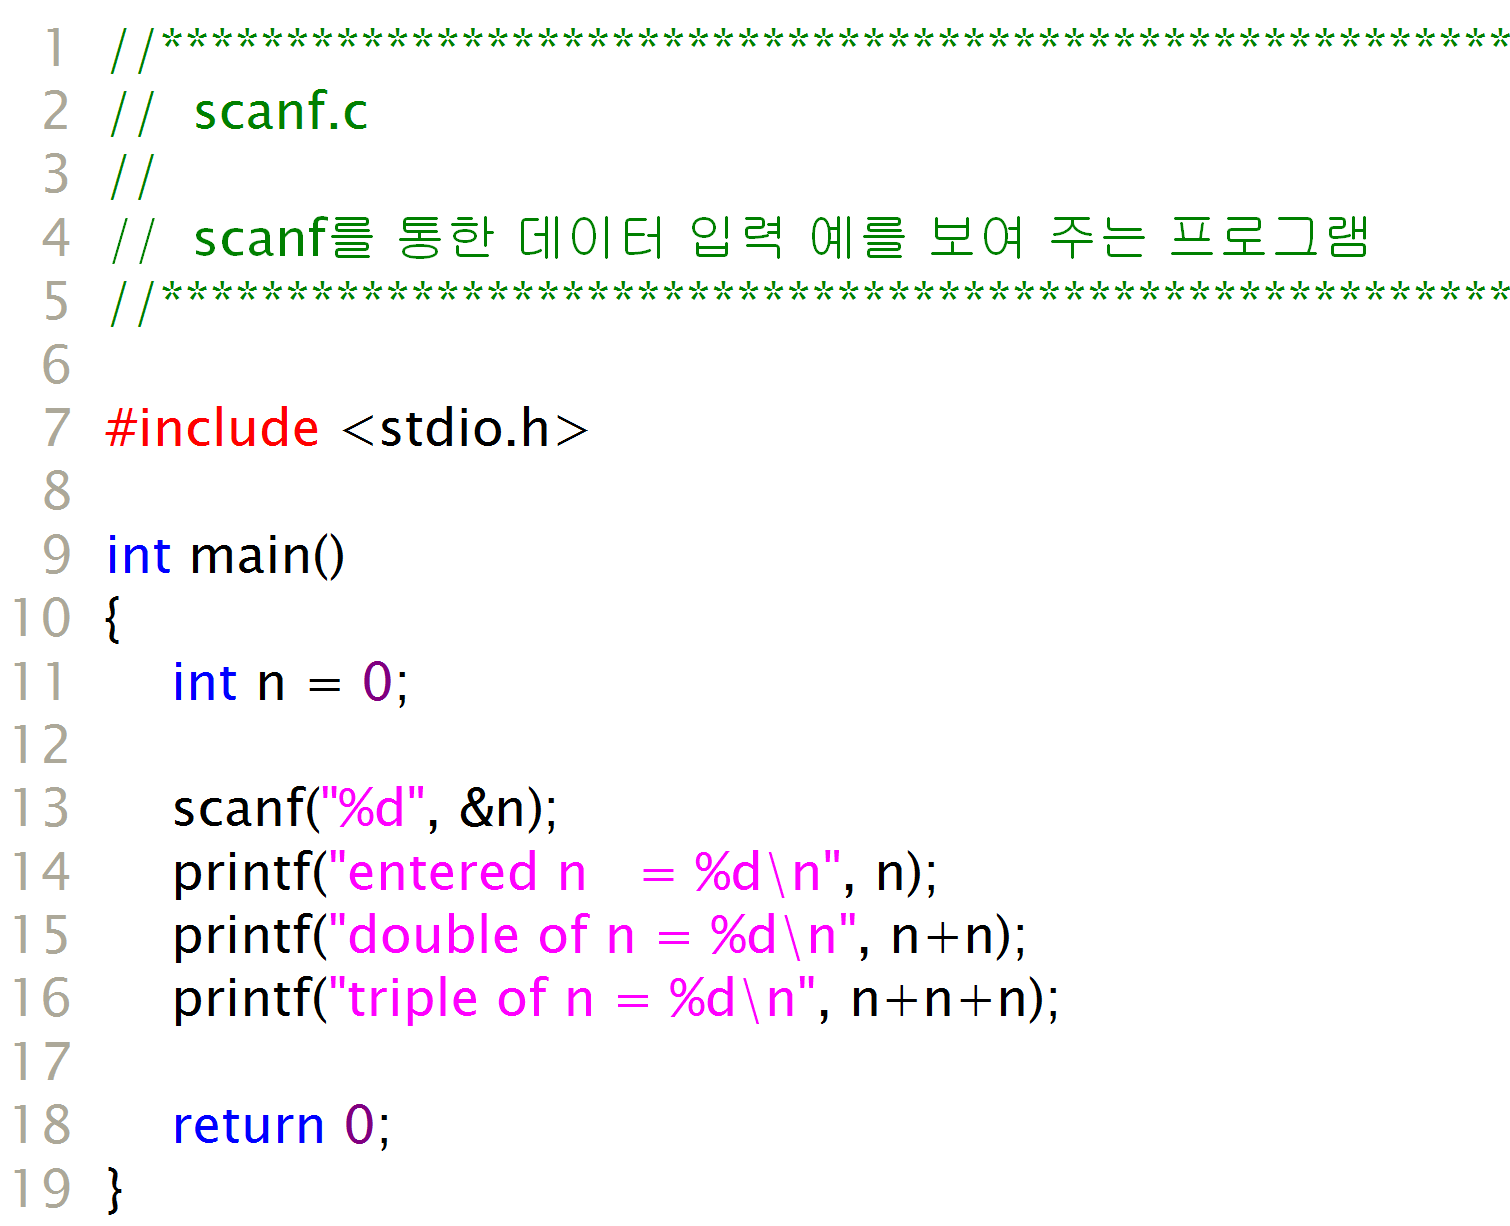 1 //******************************************************
2 // scanf.c
3 //
4 // scanf를 통한 데이터 입력 예를 보여 주는 프로그램
5 //******************************************************
6
7 #include <stdio.h>
8
9 int main()
10 {
11    int n = 0;
12
13    scanf("%d", &n);
14    printf("entered n   = %d\n", n);
15    printf("double of n = %d\n", n+n);
16    printf("triple of n = %d\n", n+n+n);
17
18    return 0;
19 }